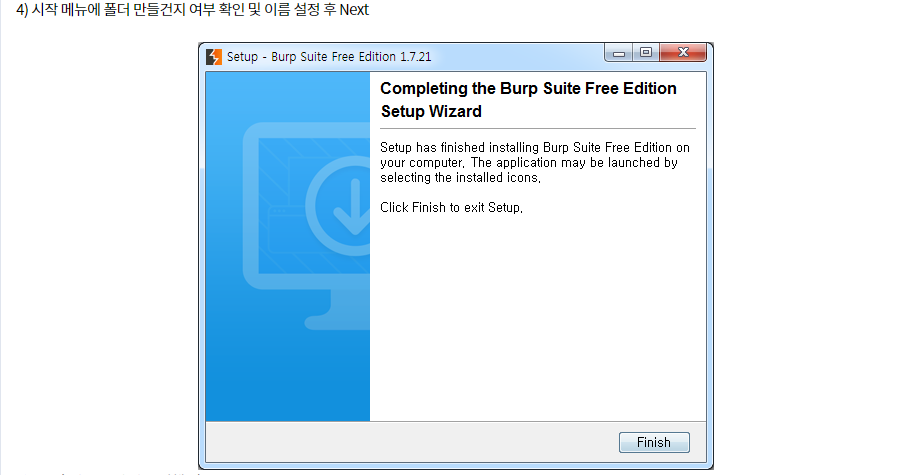 4) 시작 메뉴에 폴더 만들건지 여부 확인 및 이름 설정 후 Next
Setup - Burp Suite Free Edition 1.7.21
Completing the Burp Suite Free Edition
Setup Wizard
Setup has finished installing Burp Suite Free Edition on
your computer. The application may be launched by
selecting the installed icons.
Click Finish to exit Setup.
Finish